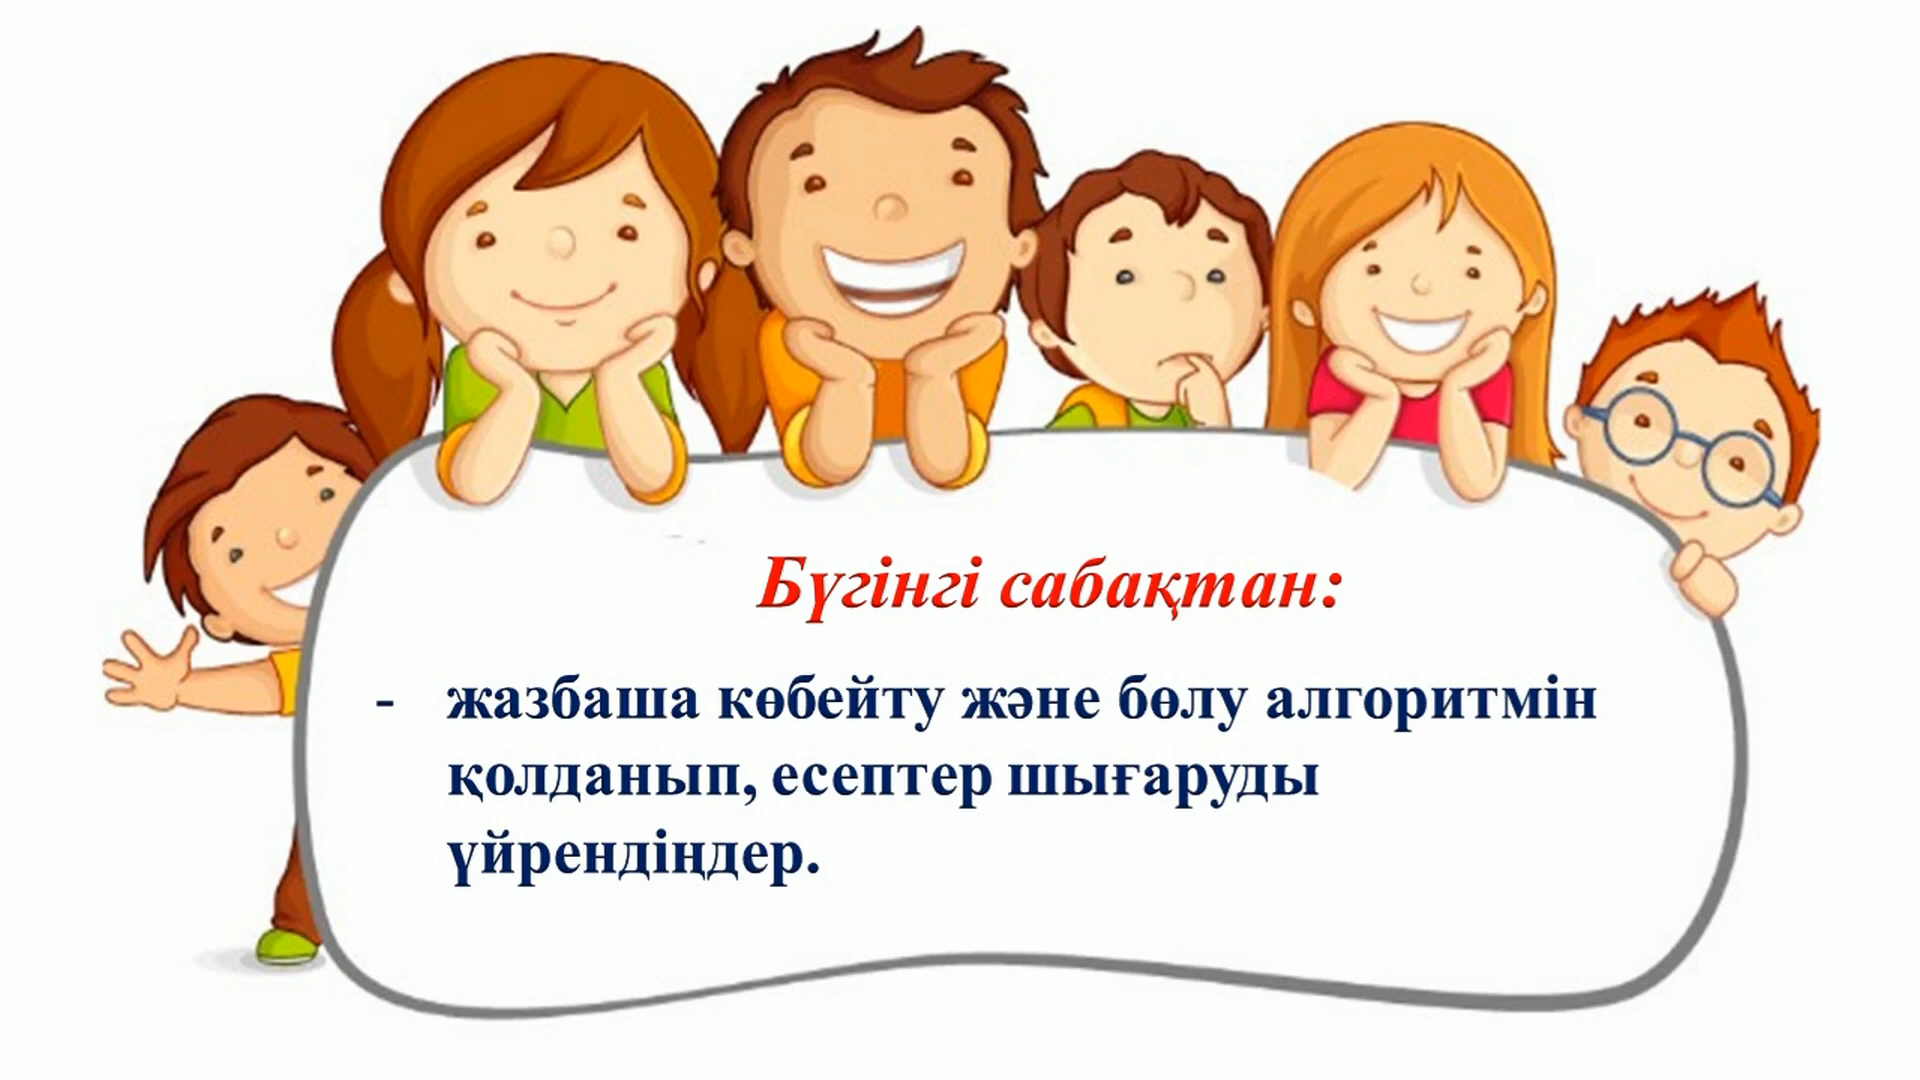 Бүгінгі сабақтан:
- жазбаша көбейту және бөлу алгоритмін
қолданып, есептер шығаруды
үйрендіңдер.